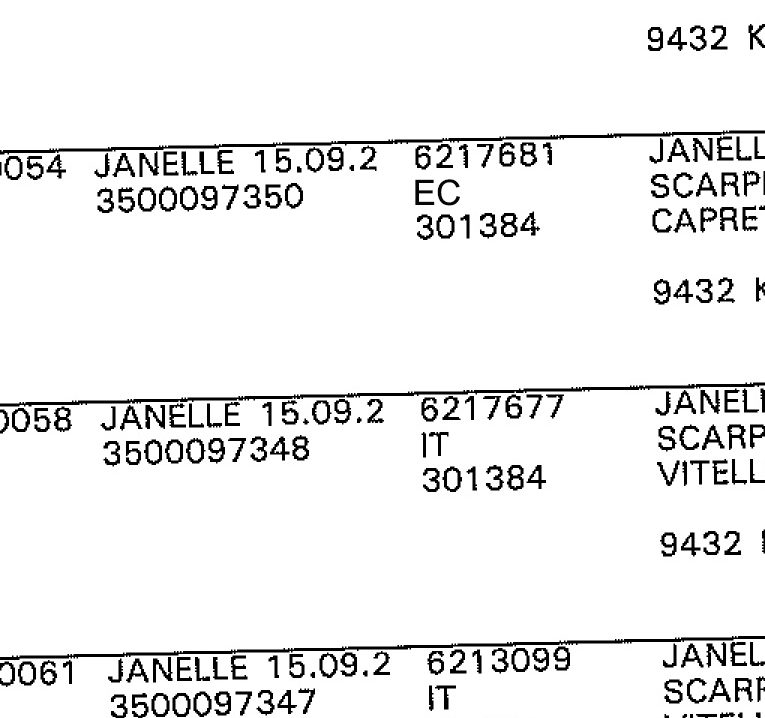 9432 K
0054 JANELLE 15.09.2 6217681 JANELL
3500097350 EC SCARP
301384 CAPRET
9432 K
0058 JANELLE 15.09.2 6217677 JANELL
3500097348 IT SCARP
301384 VITELL
9432
0061 JANELLE 15.09.2 6213099 JANEL
3500097347 IT SCARP